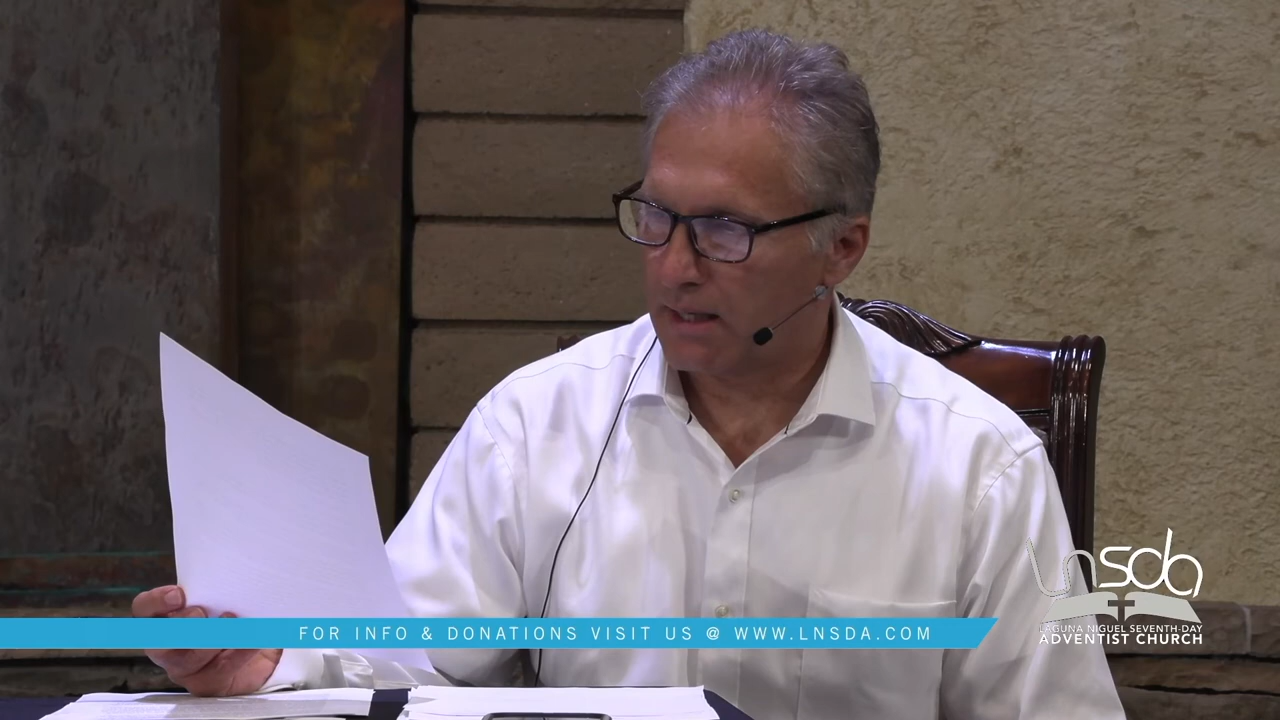 FOR INFO & DONATIONS VISIT US @ WWW.LNSDA.COM
lnsda
LAGUNA NIGUEL SEVENTH-DAY
ADVENTIST CHURCH